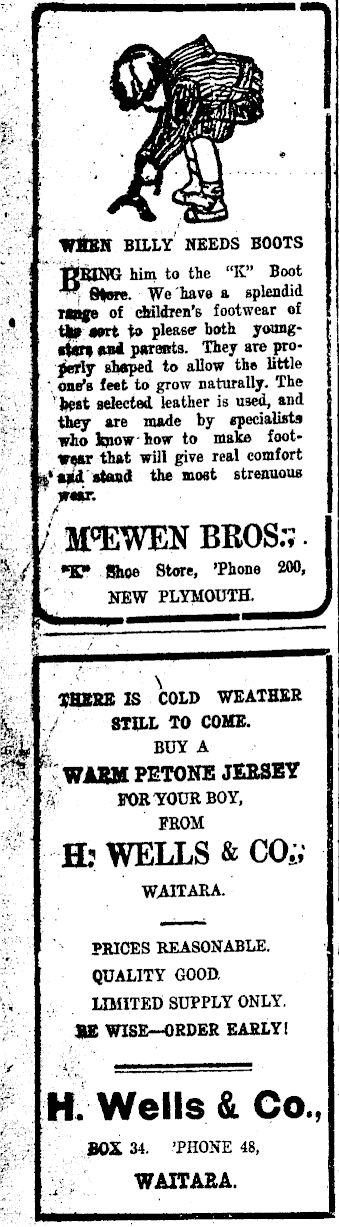 WHEN BILLY NEEDS BOOTS
BRING him to the "K" Boot
Store. We have a splendid
range of children's footwear of
the sort to please both young-
sters and parents. They are pro-
perly shaped to allow the little
one's feet to grow naturally. The
best selected leather is used, and
they are made by specialists
who know how to make foot-
wear that will give real comfort
and stand the most strenuous
wear.
McEWEN BROS.,
"K" Shoe Store, 'Phone 200,
NEW PLYMOUTH.
THERE IS COLD WEATHER
STILL TO COME.
BUY A
WARM PETONE JERSEY
FOR YOUR BOY,
FROM
H. WELLS & CO.,
WAITARA.
PRICES REASONABLE.
QUALITY GOOD.
LIMITED SUPPLY ONLY.
BE WISE—ORDER EARLY!
H. Wells & Co.,
BOX 34. 'PHONE 48,
WAITARA.